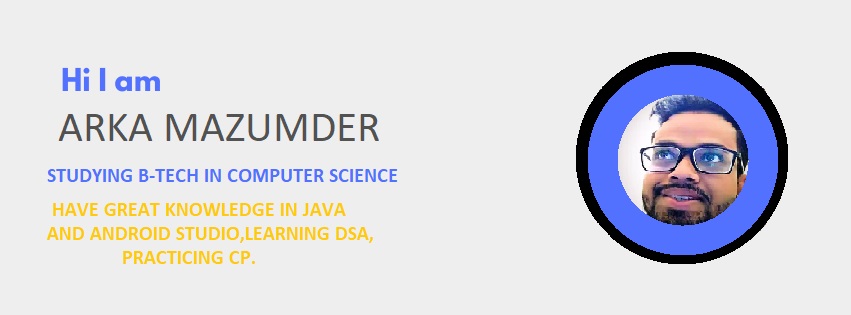 Hi I am
ARKA MAZUMDER
STUDYING B-TECH IN COMPUTER SCIENCE
HAVE GREAT KNOWLEDGE IN JAVA
AND ANDROID STUDIO,LEARNING DSA,
PRACTICING CP.